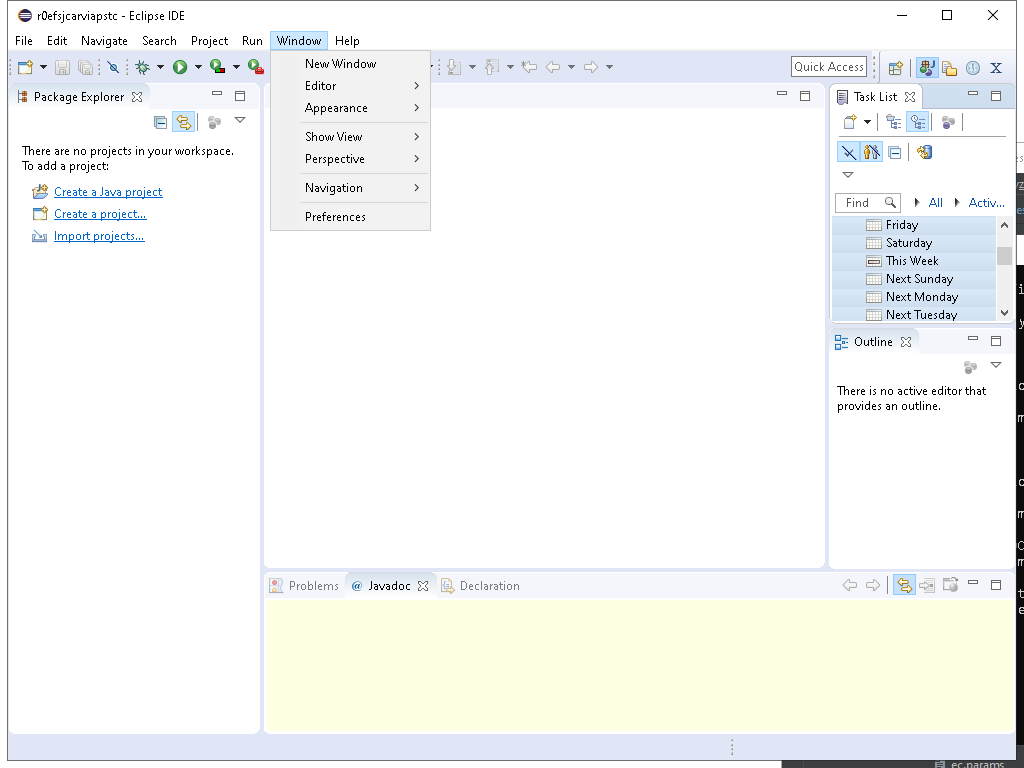 r0efsjcarviapstc - Eclipse IDE
File Edit Navigate Search Project Run Window Help
Quick Access
New Window
Editor
Appearance
Show View
Perspective
Navigation
Preferences
Package Explorer
There are no projects in your workspace.
To add a project:
Create a Java project
Create a project...
Import projects...
Task List
Find All Activ...
Friday
Saturday
This Week
Next Sunday
Next Monday
Next Tuesday
Outline
There is no active editor that
provides an outline.
Problems @ Javadoc Declaration
ec.params